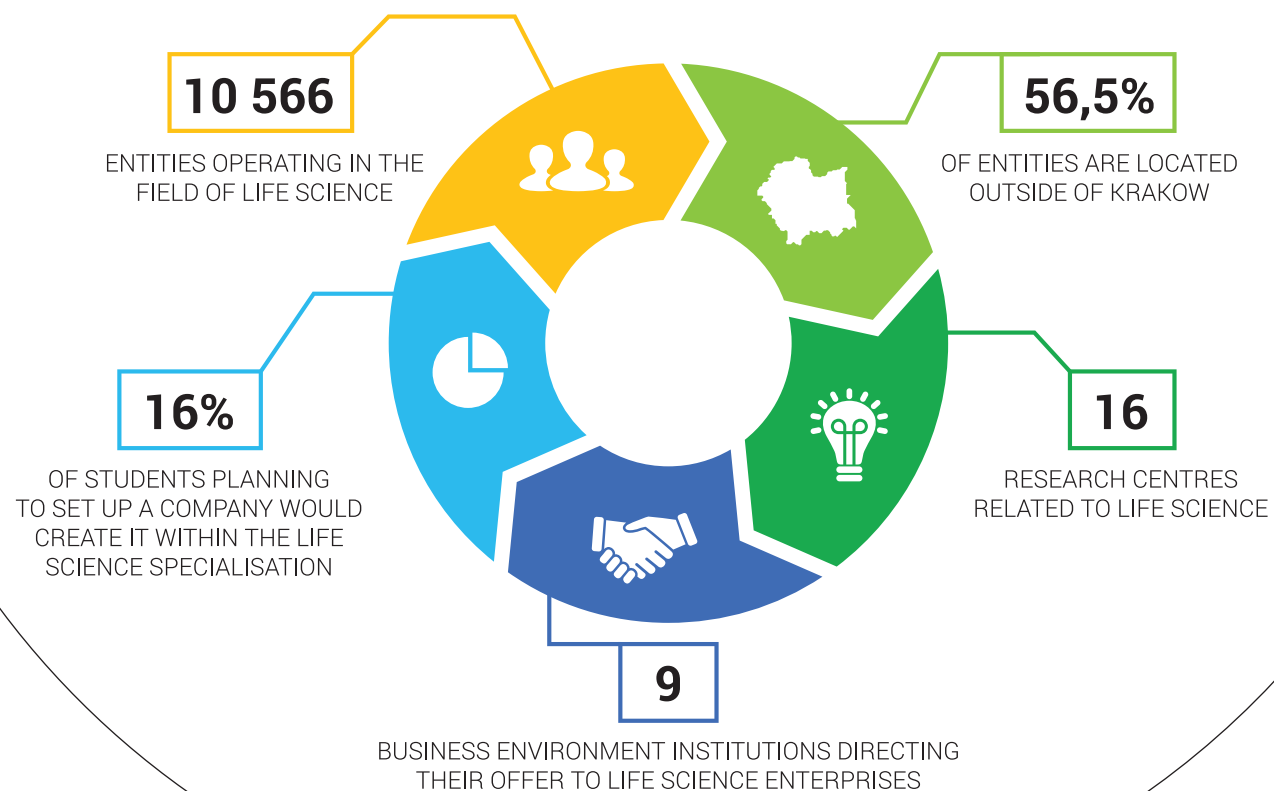 10 566
ENTITIES OPERATING IN THE
FIELD OF LIFE SCIENCE
56,5%
OF ENTITIES ARE LOCATED
OUTSIDE OF KRAKOW
16%
OF STUDENTS PLANNING
TO SET UP A COMPANY WOULD
CREATE IT WITHIN THE LIFE
SCIENCE SPECIALISATION
16
RESEARCH CENTRES
RELATED TO LIFE SCIENCE
9
BUSINESS ENVIRONMENT INSTITUTIONS DIRECTING
THEIR OFFER TO LIFE SCIENCE ENTERPRISES